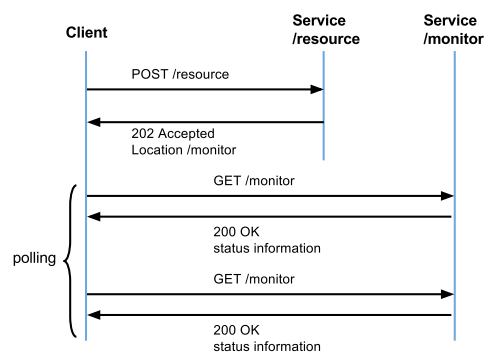 Client
Service
/resource
Service
/monitor
POST /resource
202 Accepted
Location /monitor
GET /monitor
200 OK
status information
polling
GET /monitor
200 OK
status information